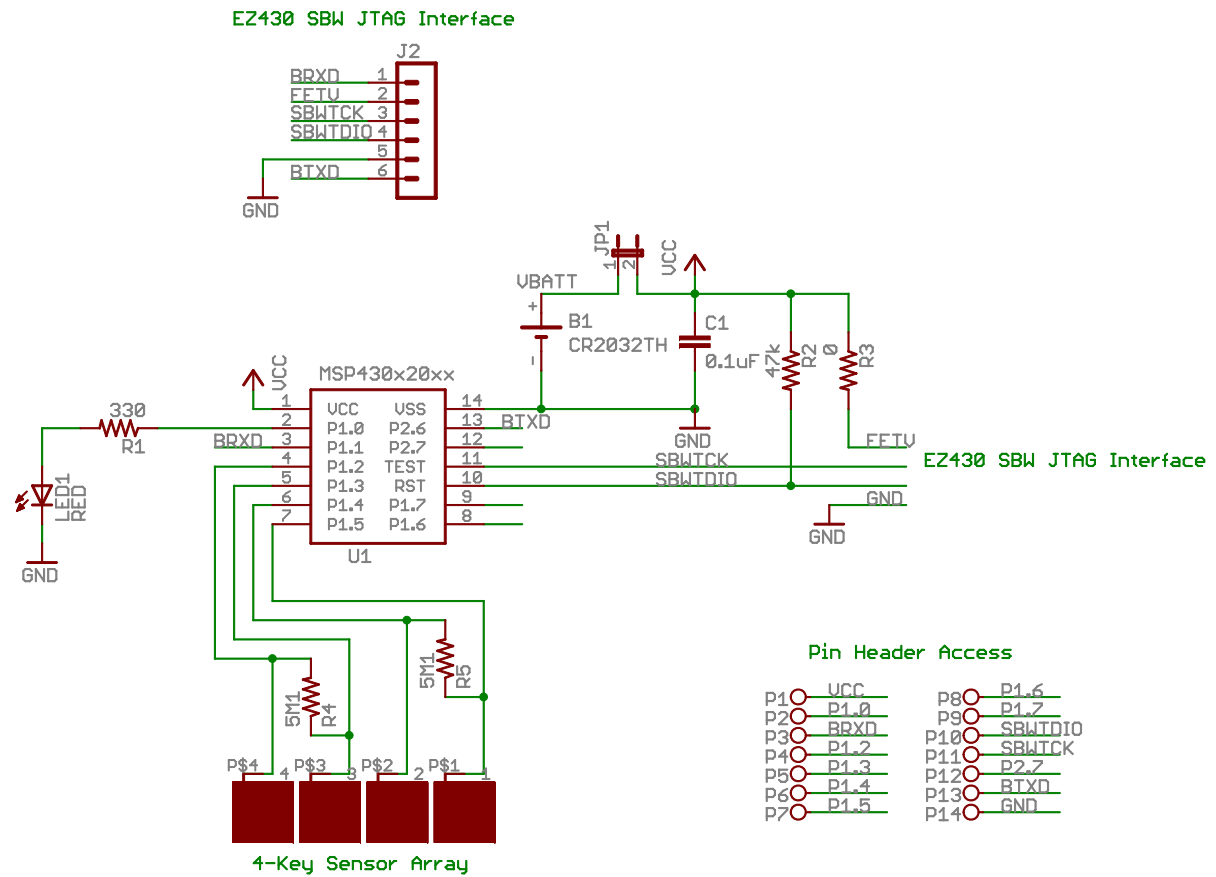 EZ430 SBW JTAG Interface
J2
BRXD 1
FETV 2
SBWTCK 3
SBWTDIO 4
5
BTXD 6
GND
JP1
1 2
VCC
VBATT
+
B1
CR2032TH
-
C1
0.1uF
47k
R2
0
R3
VCC
MSP430x20xx
330
R1
1 VCC VSS 14
2 P1.0 P2.6 13 BTXD
BRXD 3 P1.1 P2.7 12
4 P1.2 TEST 11 SBWTCK
5 P1.3 RST 10 SBWTDIO
6 P1.4 P1.7 9
7 P1.5 P1.6 8
U1
GND
FETV
EZ430 SBW JTAG Interface
GND
GND
LED1
RED
GND
5M1
R4
5M1
R5
P$4 4 P$3 3 P$2 2 P$1 1
4-Key Sensor Array
Pin Header Access
P1 VCC P8 P1.6
P2 P1.0 P9 P1.7
P3 BRXD P10 SBWTDIO
P4 P1.2 P11 SBWTCK
P5 P1.3 P12 P2.7
P6 P1.4 P13 BTXD
P7 P1.5 P14 GND